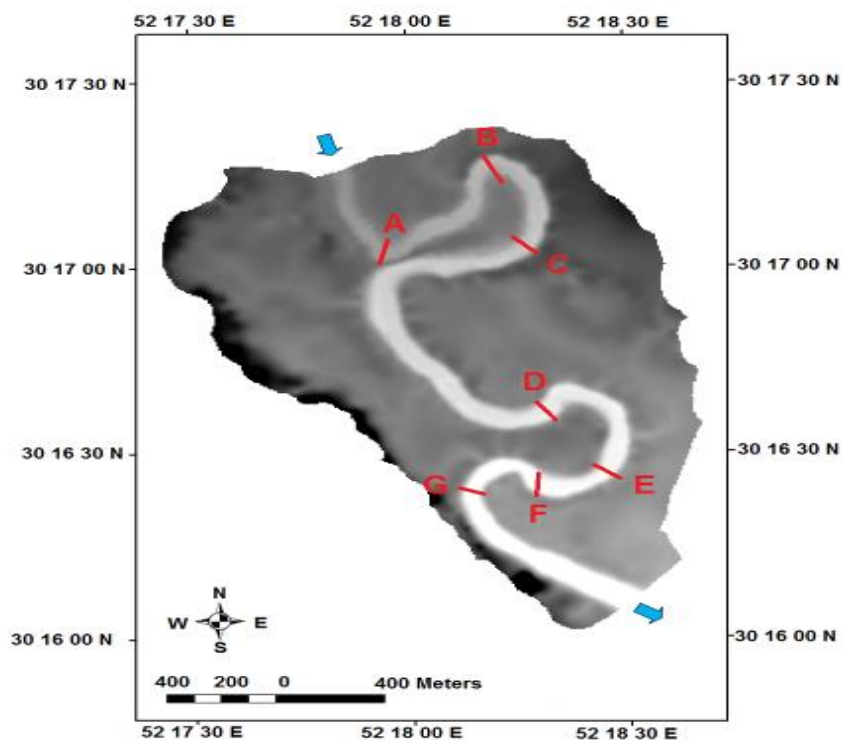 52 17 30 E 52 18 00 E 52 18 30 E
30 17 30 N 30 17 30 N
B
A
C
30 17 00 N 30 17 00 N
D
30 16 30 N 30 16 30 N
G E
F
N
W E
S
30 16 00 N 30 16 00 N
400 200 0 400 Meters
52 17 30 E 52 18 00 E 52 18 30 E